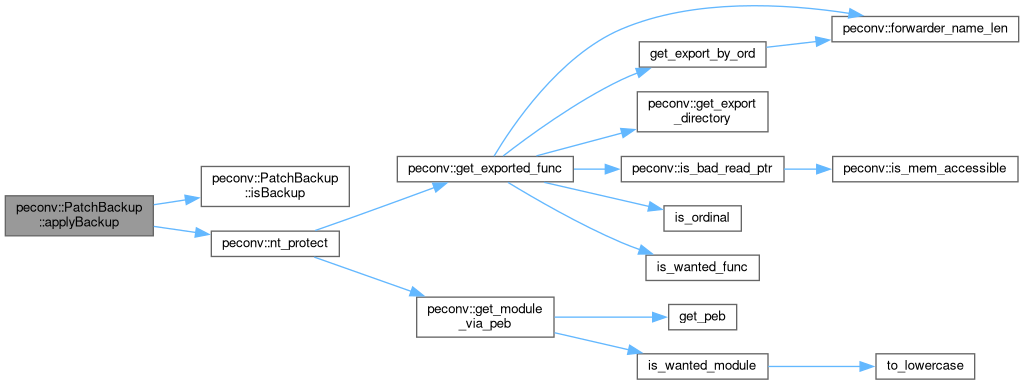 peconv::PatchBackup
::applyBackup
peconv::PatchBackup
::isBackup
peconv::nt_protect
peconv::get_exported_func
peconv::get_module
_via_peb
peconv::forwarder_name_len
get_export_by_ord
peconv::get_export
_directory
peconv::is_bad_read_ptr
peconv::is_mem_accessible
is_ordinal
is_wanted_func
get_peb
is_wanted_module
to_lowercase